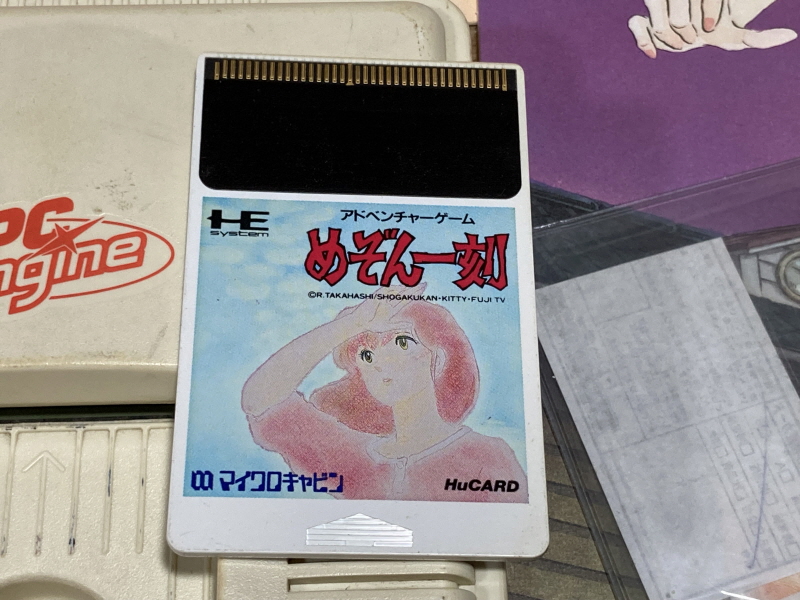 PC
Engine
HE
system
アドベンチャーゲーム
めぞん一刻
©R.TAKAHASHI/SHOGAKUKAN・KITTY・FUJI TV
マイクロキャビン
HuCARD